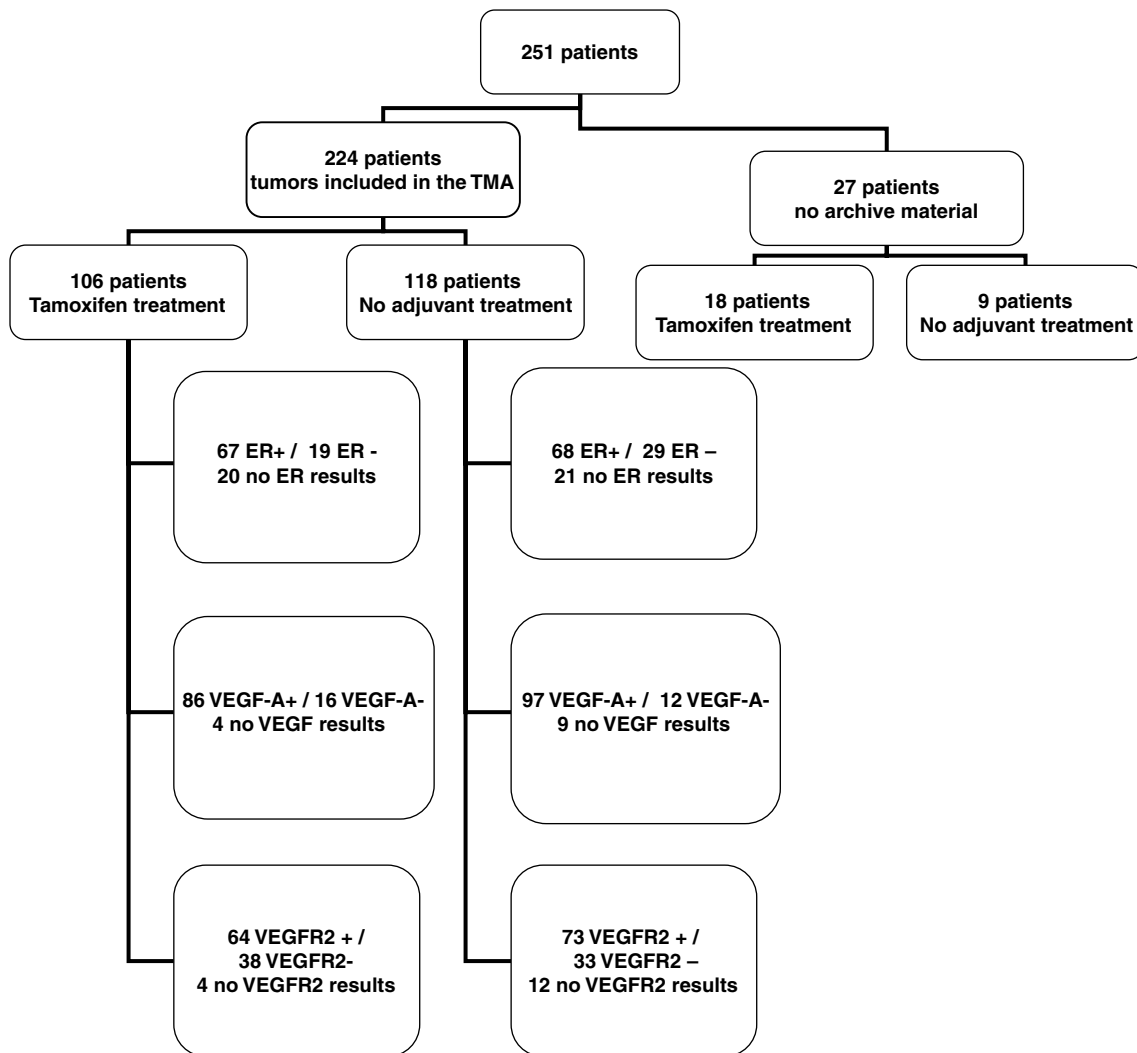 251 patients
224 patients
tumors included in the TMA
27 patients
no archive material
106 patients
Tamoxifen treatment
118 patients
No adjuvant treatment
18 patients
Tamoxifen treatment
9 patients
No adjuvant treatment
67 ER+ / 19 ER -
20 no ER results
68 ER+ / 29 ER –
21 no ER results
86 VEGF-A+ / 16 VEGF-A-
4 no VEGF results
97 VEGF-A+ / 12 VEGF-A-
9 no VEGF results
64 VEGFR2 + /
38 VEGFR2-
4 no VEGFR2 results
73 VEGFR2 + /
33 VEGFR2 –
12 no VEGFR2 results